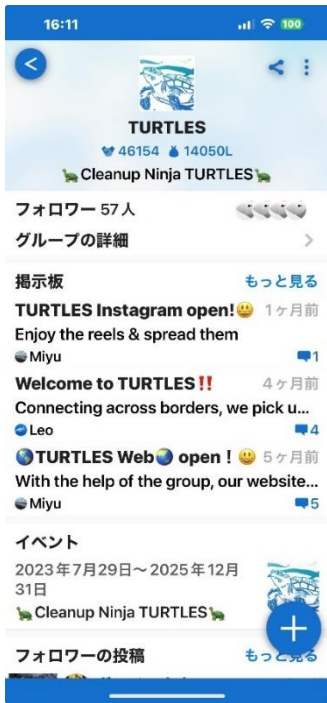 16:11
100
TURTLES
46154 14050L
🐢Cleanup Ninja TURTLES🐢
フォロワー 57人
グループの詳細
掲示板 もっと見る
TURTLES Instagram open!😃 1ヶ月前
Enjoy the reels & spread them
Miyu 1
Welcome to TURTLES‼️ 4ヶ月前
Connecting across borders, we pick u...
Leo 4
🌎TURTLES Web🌏 open！😃 5ヶ月前
With the help of the group, our website...
Miyu 5
イベント
2023年7月29日～2025年12月
31日
🐢Cleanup Ninja TURTLES🐢
フォロワーの投稿 もっと見る